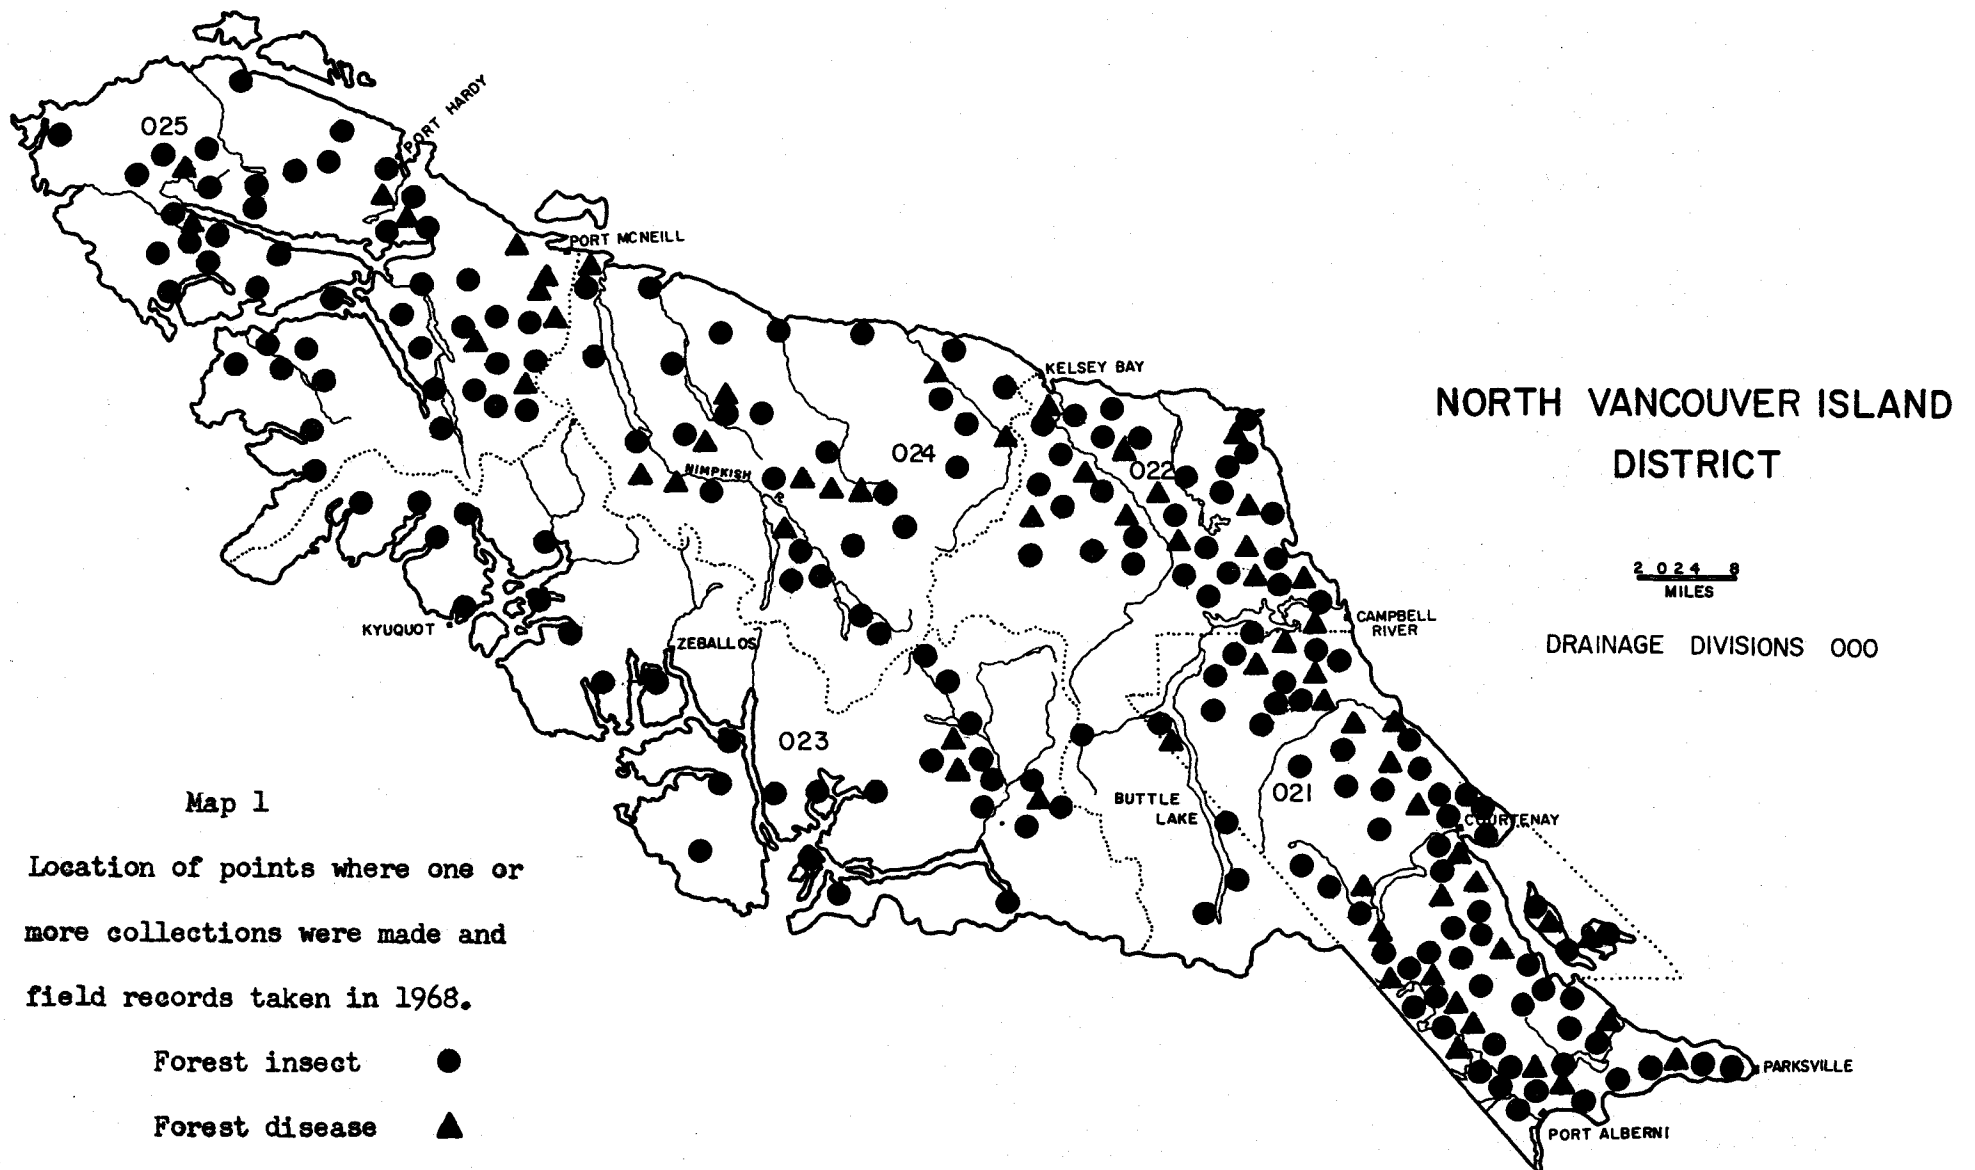 PORT HARDY
025
PORT MCNEILL
KELSEY BAY
NORTH VANCOUVER ISLAND
DISTRICT
024
022
NIMPKISH
R
2 0 2 4 8
MILES
CAMPBELL
RIVER
KYUQUOT
ZEBALLOS
DRAINAGE DIVISIONS 000
023
021
BUTTLE
LAKE
COURTENAY
Map 1
Location of points where one or
more collections were made and
field records taken in 1968.
Forest insect
Forest disease
PARKSVILLE
PORT ALBERNI